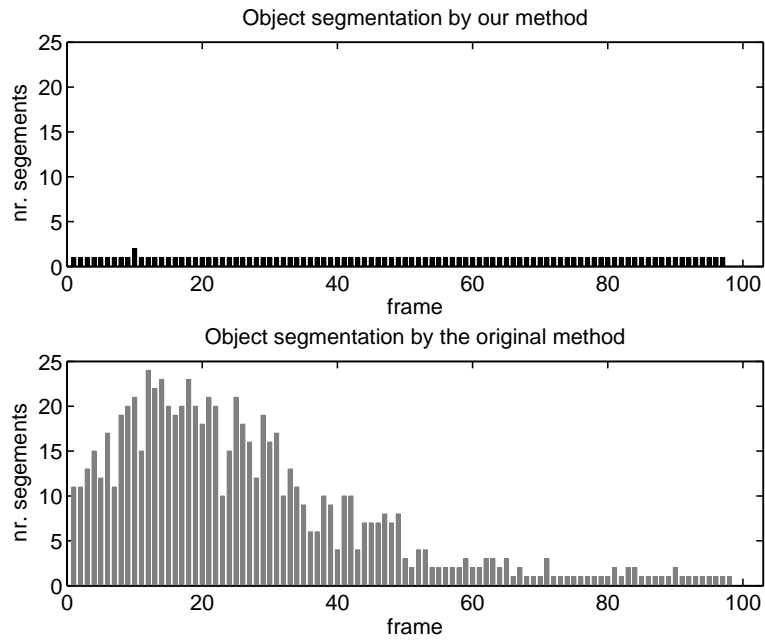 Object segmentation by our method
25
20
15
10
5
0
nr. segements
0 20 40 60 80 100
frame
Object segmentation by the original method
25
20
15
10
5
0
nr. segements
0 20 40 60 80 100
frame